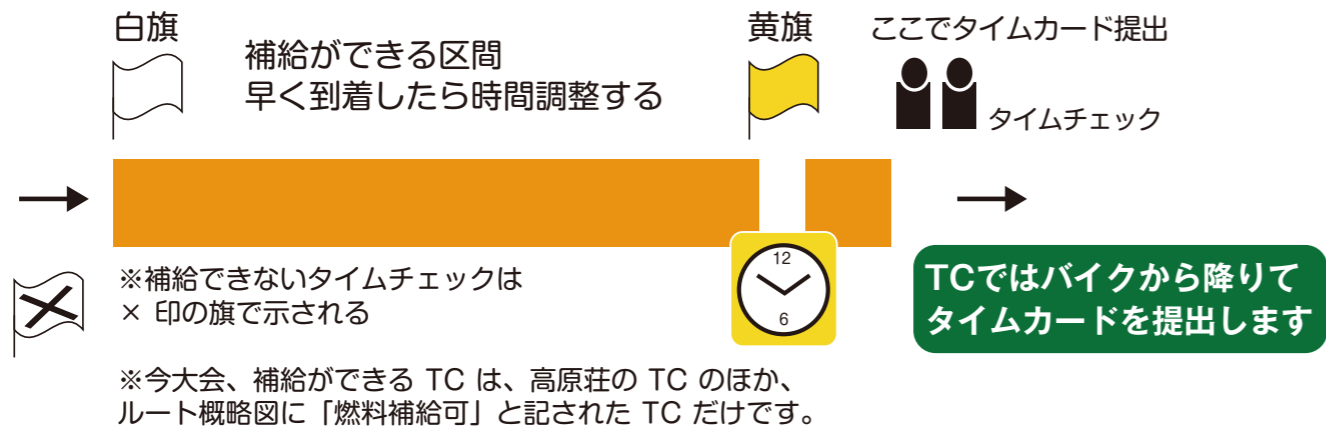 白旗
補給ができる区間
早く到着したら時間調整する
黄旗
ここでタイムカード提出
タイムチェック
12
6
※補給できないタイムチェックは
× 印の旗で示される
TCではバイクから降りて
タイムカードを提出します
※今大会、補給ができる TC は、高原荘の TC のほか、
ルート概略図に「燃料補給可」と記された TC だけです。